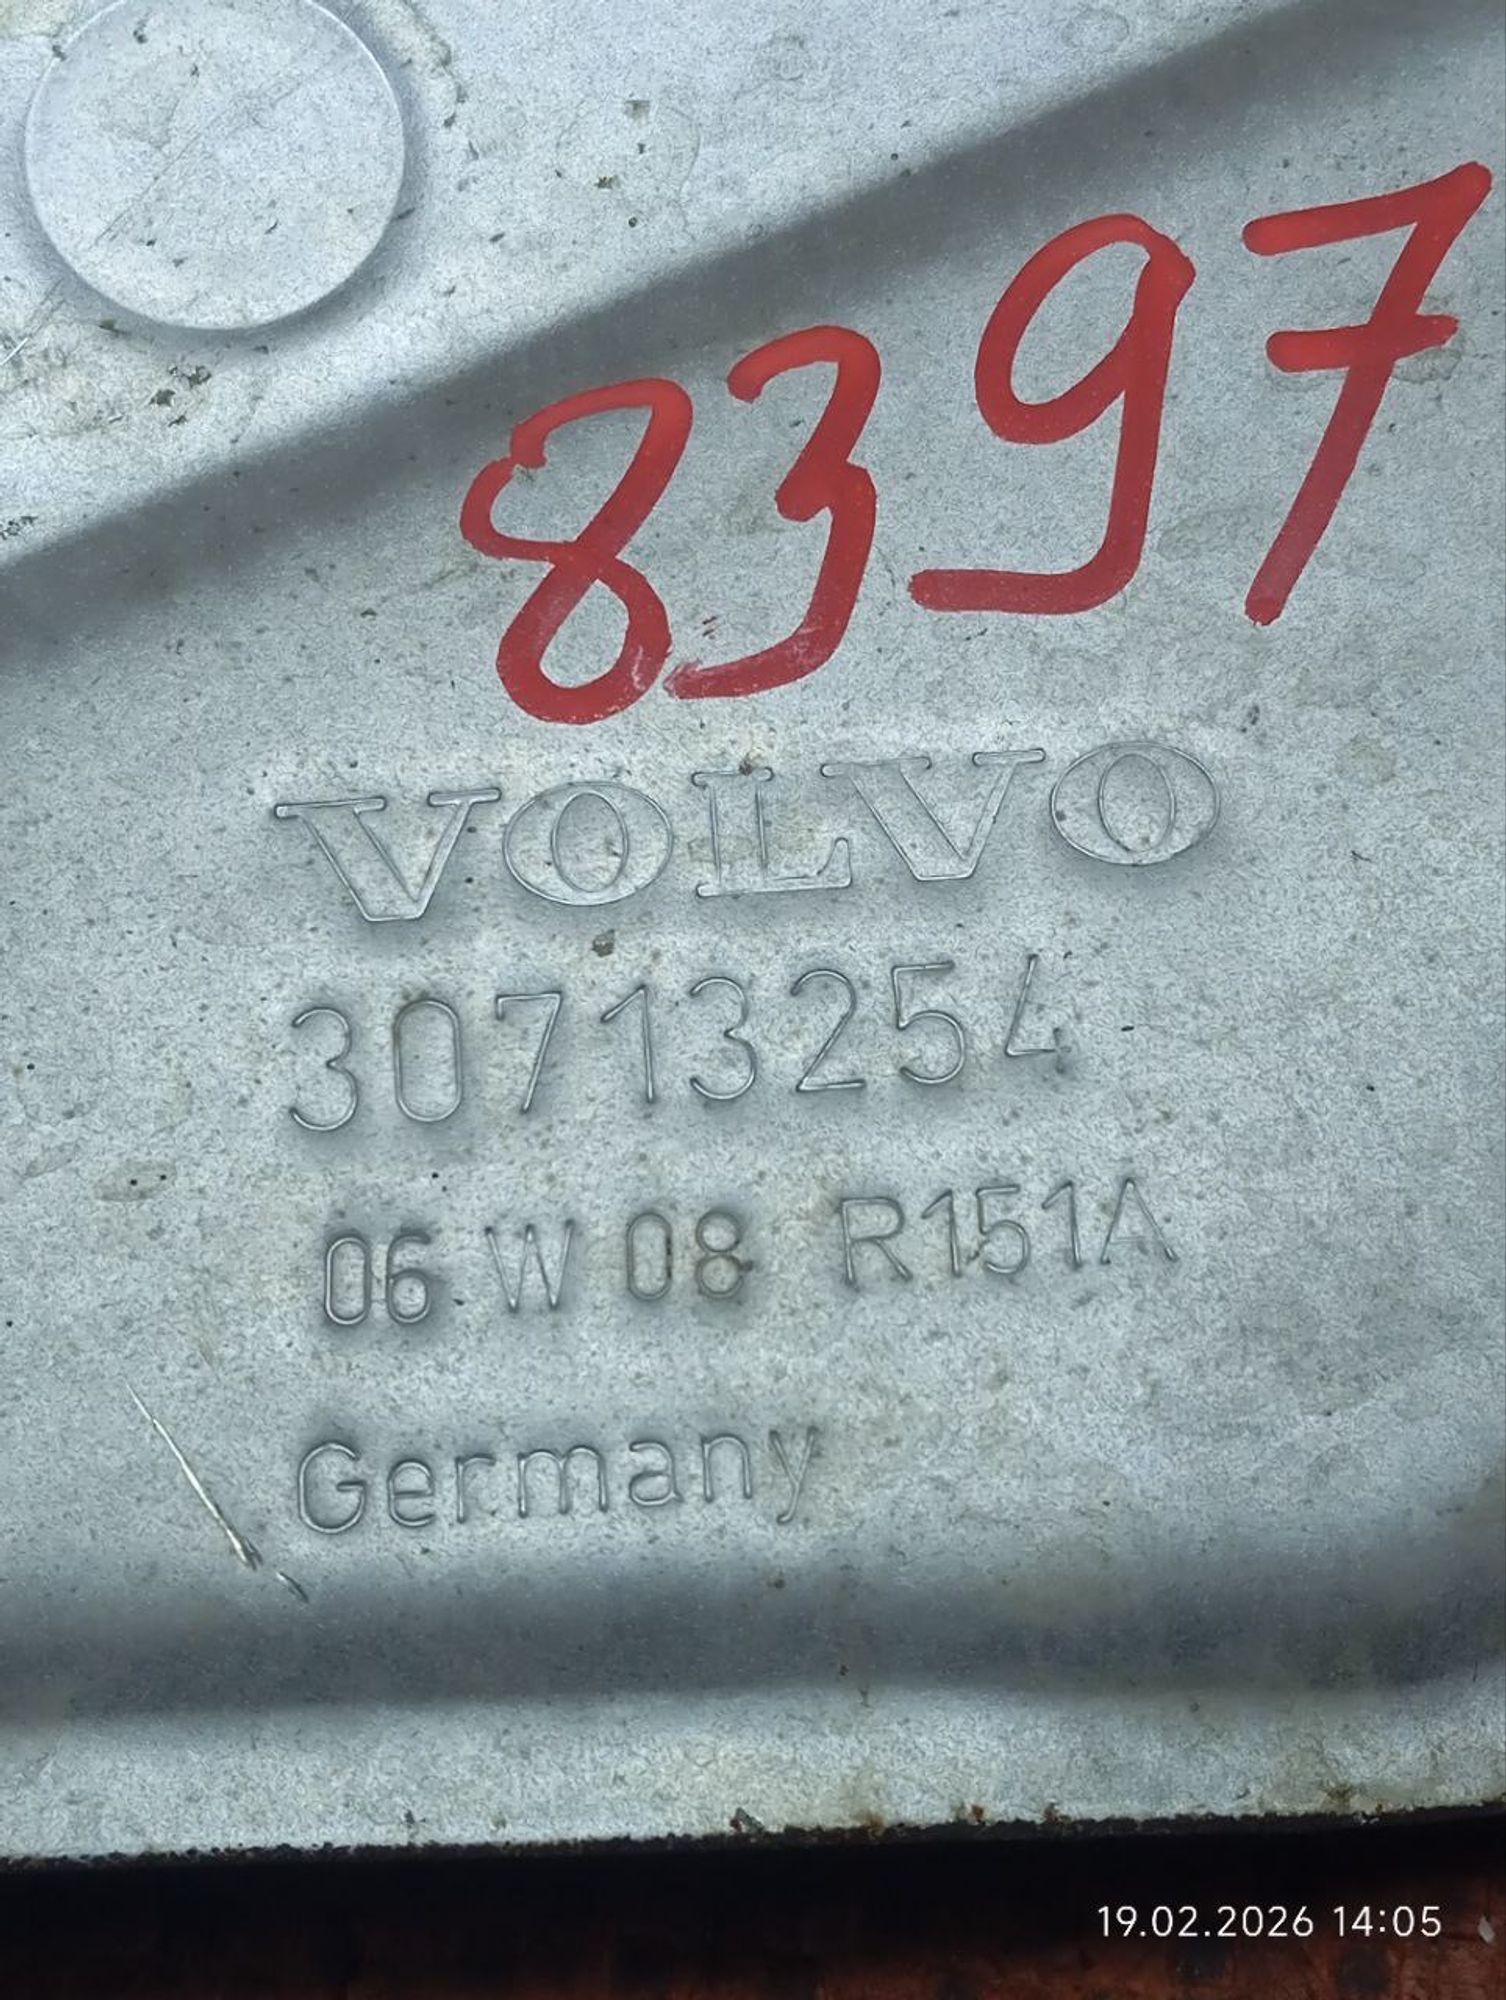 8397
VOLVO
30713254
06 W 08 R151A
Germany
19.02.2026 14:05